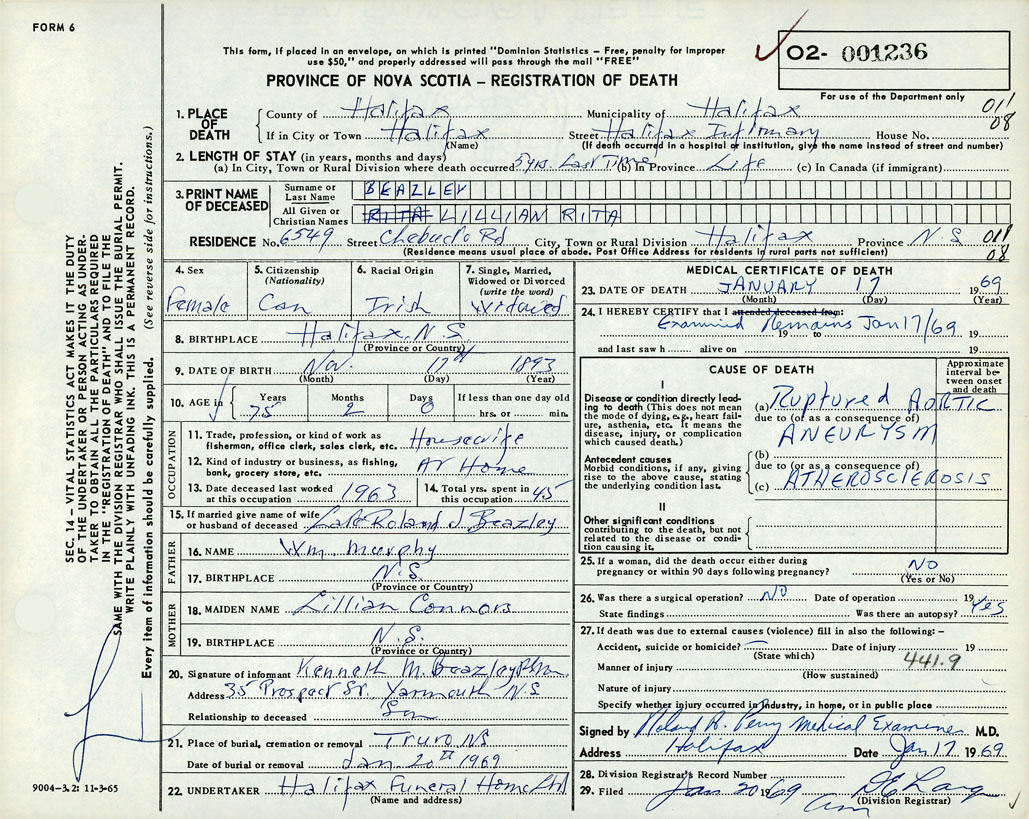 FORM 6
This form, if placed in an envelope, on which is printed "Dominion Statistics – Free, penalty for improper
use $50," and properly addressed will pass through the mail "FREE"
O2- 001236
PROVINCE OF NOVA SCOTIA – REGISTRATION OF DEATH
For use of the Department only
1. PLACE OF DEATH
County of Halifax Municipality of Halifax 011
08
If in City or Town Halifax Street Halifax Infirmary House No.
(Name) (If death occurred in a hospital or institution, give the name instead of street and number)
2. LENGTH OF STAY (in years, months and days)
(a) In City, Town or Rural Division where death occurred 5 yrs. Last Time (b) In Province Life (c) In Canada (if immigrant)
3. PRINT NAME OF DECEASED
Surname or Last Name BEAZLEY
All Given or Christian Names RITA LILLIAN RITA
RESIDENCE No. 6549 Street Chebucto Rd City, Town or Rural Division Halifax Province N.S. 011
08
(Residence means usual place of abode. Post Office Address for residents in rural parts not sufficient)
4. Sex
Female
5. Citizenship
(Nationality)
Can
6. Racial Origin
Irish
7. Single, Married,
Widowed or Divorced
(write the word)
Widowed
8. BIRTHPLACE Halifax, N.S.
(Province or Country)
9. DATE OF BIRTH Nov. 17th 1893
(Month) (Day) (Year)
10. AGE in Years 75 Months 2 Days 0 If less than one day old
hrs. or min.
OCCUPATION
11. Trade, profession, or kind of work as
fisherman, office clerk, sales clerk, etc. Housewife
12. Kind of industry or business, as fishing,
bank, grocery store, etc. At Home
13. Date deceased last worked
at this occupation 1963
14. Total yrs. spent in
this occupation 45
15. If married give name of wife
or husband of deceased Late Roland J. Beazley
FATHER
16. NAME Wm. Murphy
17. BIRTHPLACE N.S.
(Province or Country)
MOTHER
18. MAIDEN NAME Lillian Connors
19. BIRTHPLACE N.S.
(Province or Country)
20. Signature of informant Kenneth M. Beazley
Address 35 Prospect St. Yarmouth N.S
Relationship to deceased Son
21. Place of burial, cremation or removal Truro NS
Date of burial or removal Jan. 20th 1969
22. UNDERTAKER Halifax Funeral Home Ltd
(Name and address)
MEDICAL CERTIFICATE OF DEATH
23. DATE OF DEATH JANUARY 17 1969
(Month) (Day) (Year)
24. I HEREBY CERTIFY that I attended deceased from:
Examined Remains Jan 17/69
19 to 19
and last saw h alive on 19
CAUSE OF DEATH
Approximate interval between onset and death
I
Disease or condition directly leading
to death (This does not mean
the mode of dying, e.g., heart failure,
asthenia, etc. It means the
disease, injury, or complication
which caused death.)
(a) Ruptured AORTIC
due to (or as a consequence of)
ANEURYSM
Antecedent causes
Morbid conditions, if any, giving
rise to the above cause, stating
the underlying condition last.
(b)
due to (or as a consequence of)
(c) ATHEROSCLEROSIS
II
Other significant conditions
contributing to the death, but not
related to the disease or condition
causing it.
25. If a woman, did the death occur either during
pregnancy or within 90 days following pregnancy? NO
(Yes or No)
26. Was there a surgical operation? NO Date of operation 19
State findings Was there an autopsy? Yes
27. If death was due to external causes (violence) fill in also the following: –
Accident, suicide or homicide? — Date of injury 19
(State which) 441.9
Manner of injury
(How sustained)
Nature of injury
Specify whether injury occurred in industry, in home, or in public place
Signed by Roland A. Perry Medical Examiner M.D.
Address Halifax Date Jan 17 1969
28. Division Registrar's Record Number
29. Filed Jan 20 1969
(Division Registrar)
SEC. 14 – VITAL STATISTICS ACT MAKES IT THE DUTY
OF THE UNDERTAKER OR PERSON ACTING AS UNDERTAKER
TO OBTAIN ALL THE PARTICULARS REQUIRED
IN THE "REGISTRATION OF DEATH" AND TO FILE THE
SAME WITH THE DIVISION REGISTRAR WHO SHALL ISSUE THE BURIAL PERMIT.
WRITE PLAINLY WITH UNFADING INK. THIS IS A PERMANENT RECORD.
Every item of information should be carefully supplied. (See reverse side for instructions.)
9004-3.2: 11-3-65